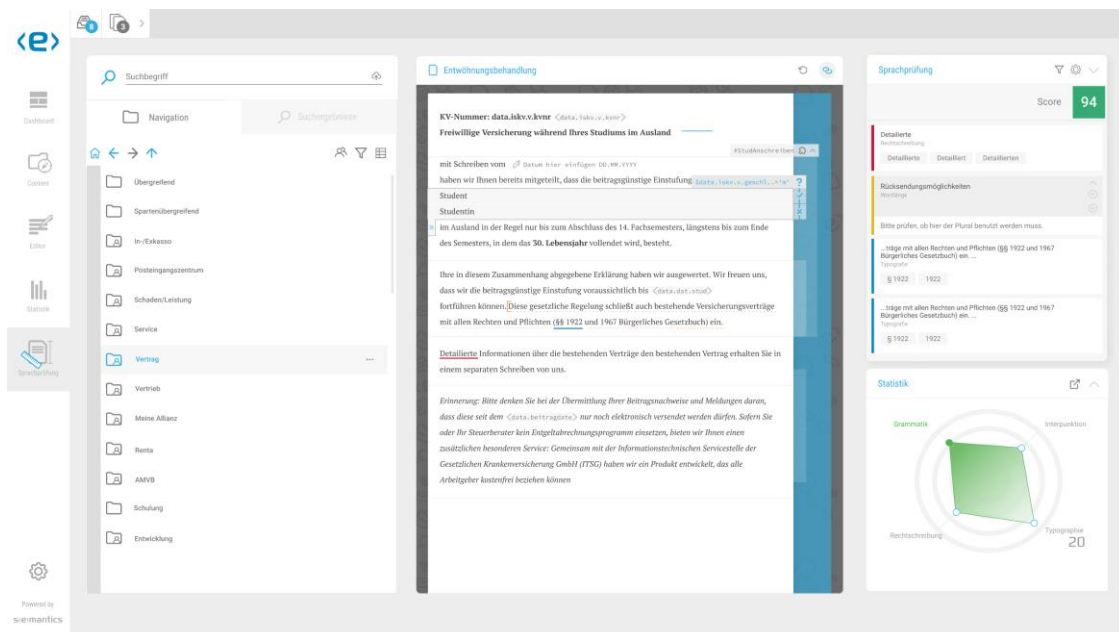 <e>
8
3
Dashboard
Content
Editor
Statistik
Sprachprüfung
Powered by
s·e·mantics
Suchbegriff
Navigation
Suchergebnisse
Übergreifend
Spartenübergreifend
In-/Exkasso
Posteingangszentrum
Schaden/Leistung
Service
Vertrag
Vertrieb
Meine Allianz
Renta
AMVB
Schulung
Entwicklung
Entwöhnungsbehandlung
KV-Nummer: data.iskv.v.kvnr <data.iskv.v.kvnr>
Freiwillige Versicherung während Ihres Studiums im Ausland
#StudAnschreiben
mit Schreiben vom Datum hier einfügen DD.MM.YYYY
haben wir Ihnen bereits mitgeteilt, dass die beitragsgünstige Einstufung
Student
Studentin
im Ausland in der Regel nur bis zum Abschluss des 14. Fachsemesters, längstens bis zum Ende
des Semesters, in dem das 30. Lebensjahr vollendet wird, besteht.
Ihre in diesem Zusammenhang abgegebene Erklärung haben wir ausgewertet. Wir freuen uns,
dass wir die beitragsgünstige Einstufung voraussichtlich bis <data.dat.stud>
fortführen können. Diese gesetzliche Regelung schließt auch bestehende Versicherungsverträge
mit allen Rechten und Pflichten (§§ 1922 und 1967 Bürgerliches Gesetzbuch) ein.
Detailierte Informationen über die bestehenden Verträge den bestehenden Vertrag erhalten Sie in
einem separaten Schreiben von uns.
Erinnerung: Bitte denken Sie bei der Übermittlung Ihrer Beitragsnachweise und Meldungen daran,
dass diese seit dem <data.beitragdate> nur noch elektronisch versendet werden dürfen. Sofern Sie
oder Ihr Steuerberater kein Entgeltabrechnungsprogramm einsetzen, bieten wir Ihnen einen
zusätzlichen besonderen Service: Gemeinsam mit der Informationstechnischen Servicestelle der
Gesetzlichen Krankenversicherung GmbH (ITSG) haben wir ein Produkt entwickelt, das alle
Arbeitgeber kostenfrei beziehen können
Sprachprüfung
Score 94
Detailierte
Rechtschreibung
Detaillierte Detailliert Detaillierten
Rücksendungsmöglichkeiten
Bitte prüfen, ob hier der Plural benutzt werden muss.
...träge mit allen Rechten und Pflichten (§§ 1922 und 1967
Bürgerliches Gesetzbuch) ein. ...
Typografie
§ 1922 1922
...träge mit allen Rechten und Pflichten (§§ 1922 und 1967
Bürgerliches Gesetzbuch) ein. ...
Typografie
§ 1922 1922
Statistik
Grammatik
Interpunktion
Rechtschreibung
Typographie
20